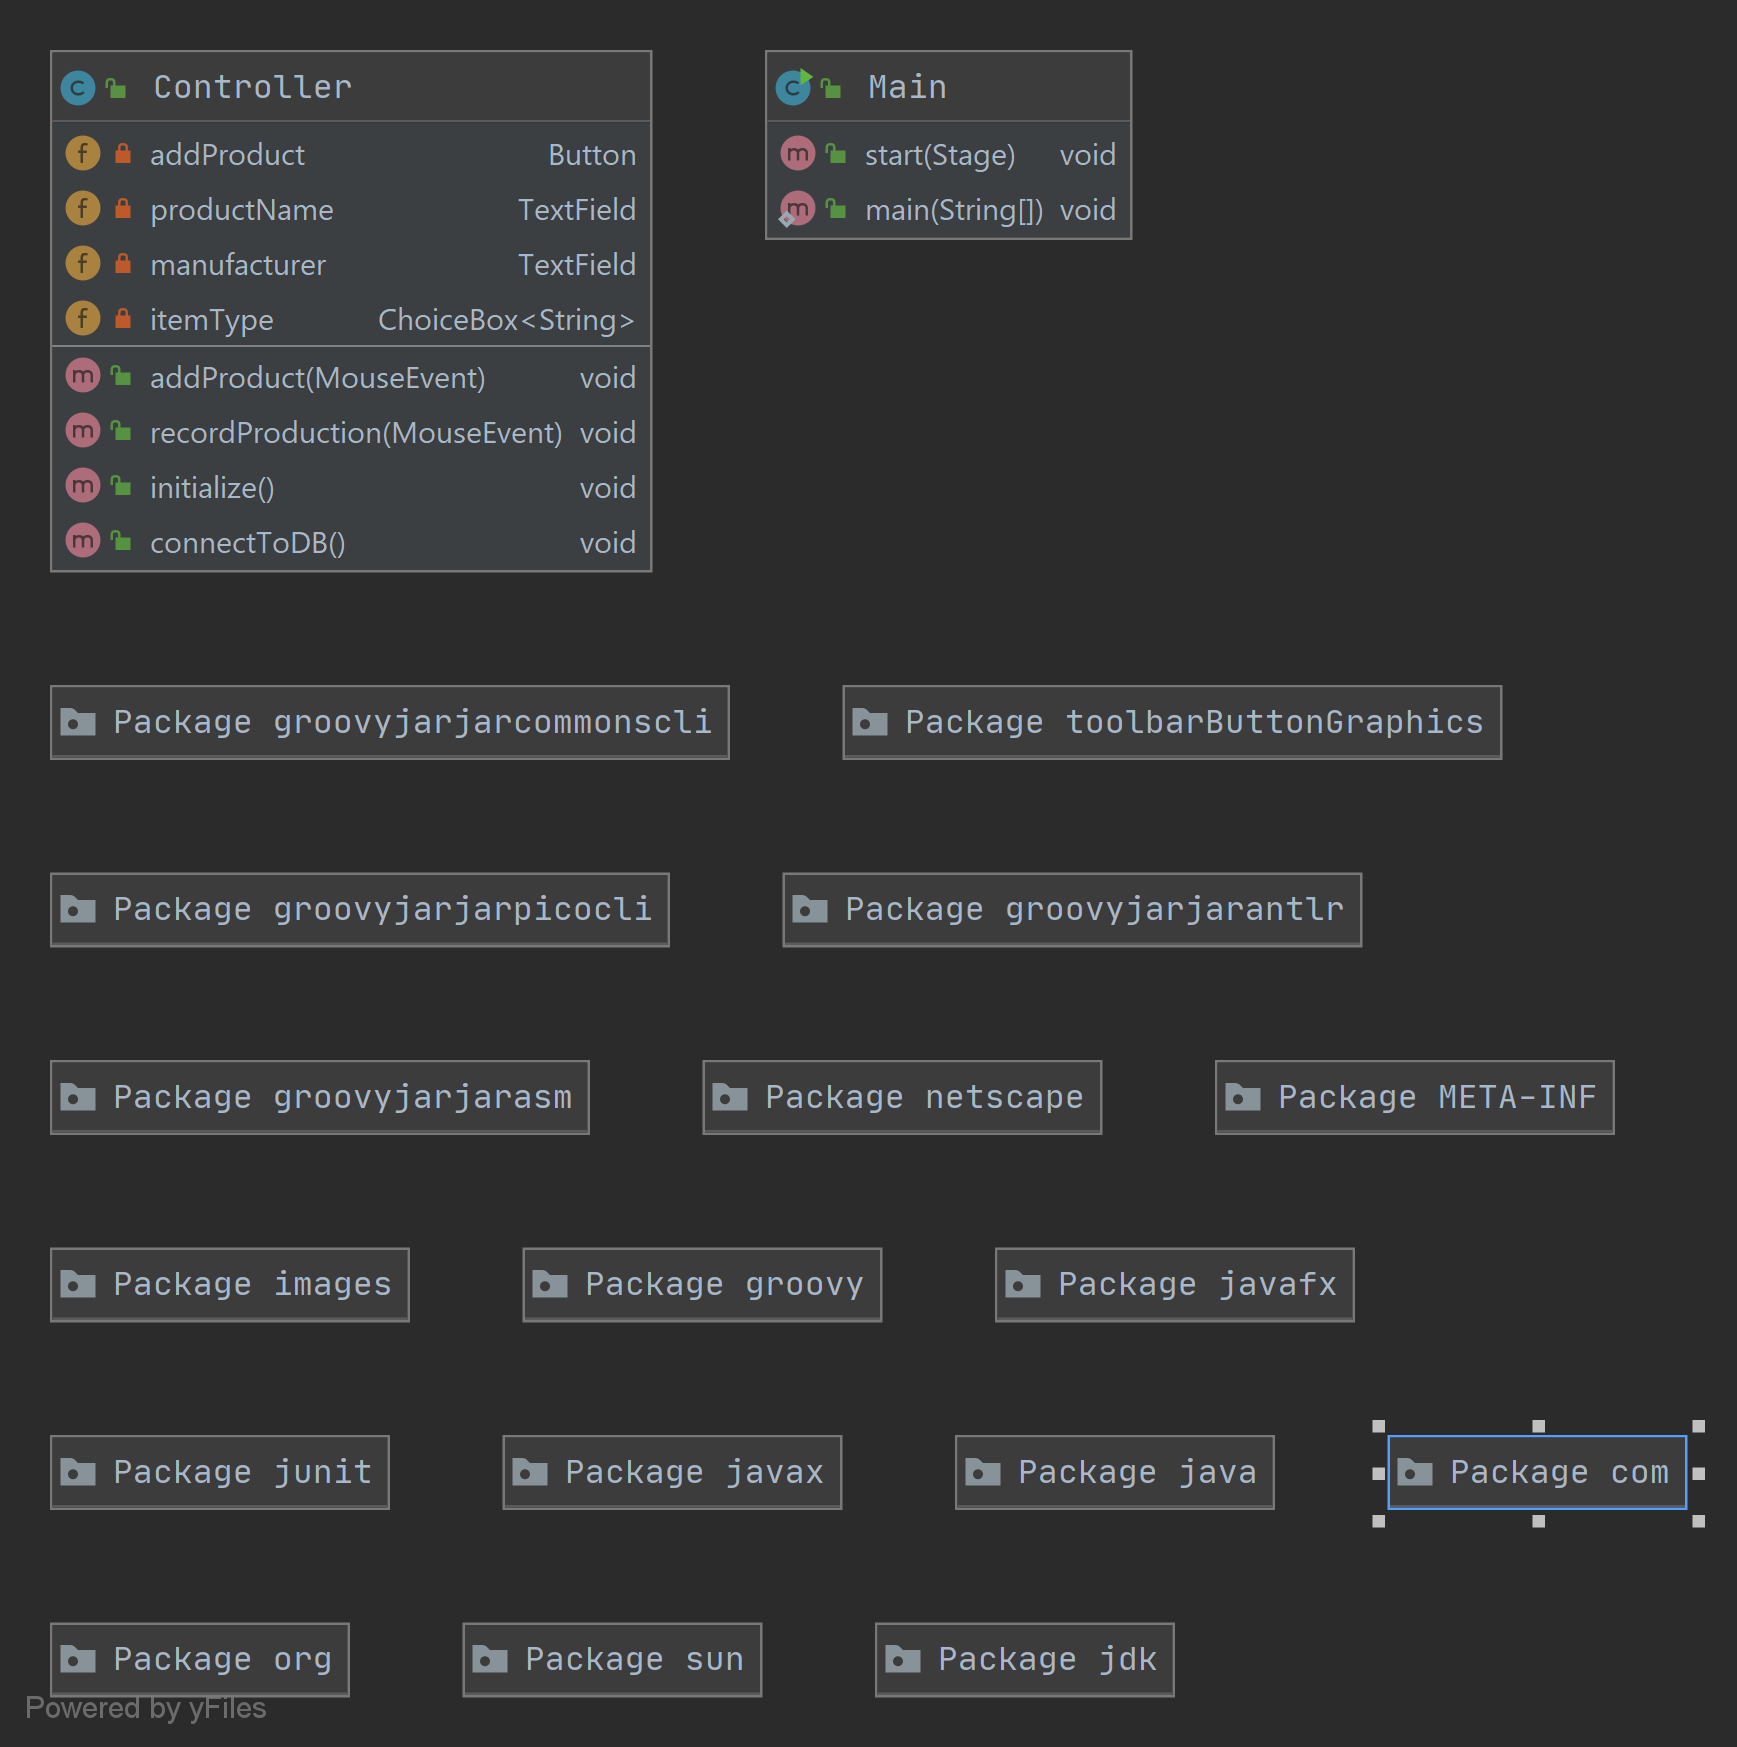 Controller
addProduct Button
productName TextField
manufacturer TextField
itemType ChoiceBox<String>
addProduct(MouseEvent) void
recordProduction(MouseEvent) void
initialize() void
connectToDB() void
Main
start(Stage) void
main(String[]) void
Package groovyjarjarcommonscli
Package toolbarButtonGraphics
Package groovyjarjarpicocli
Package groovyjarjarantlr
Package groovyjarjarasm
Package netscape
Package META-INF
Package images
Package groovy
Package javafx
Package junit
Package javax
Package java
Package com
Package org
Package sun
Package jdk
Powered by yFiles